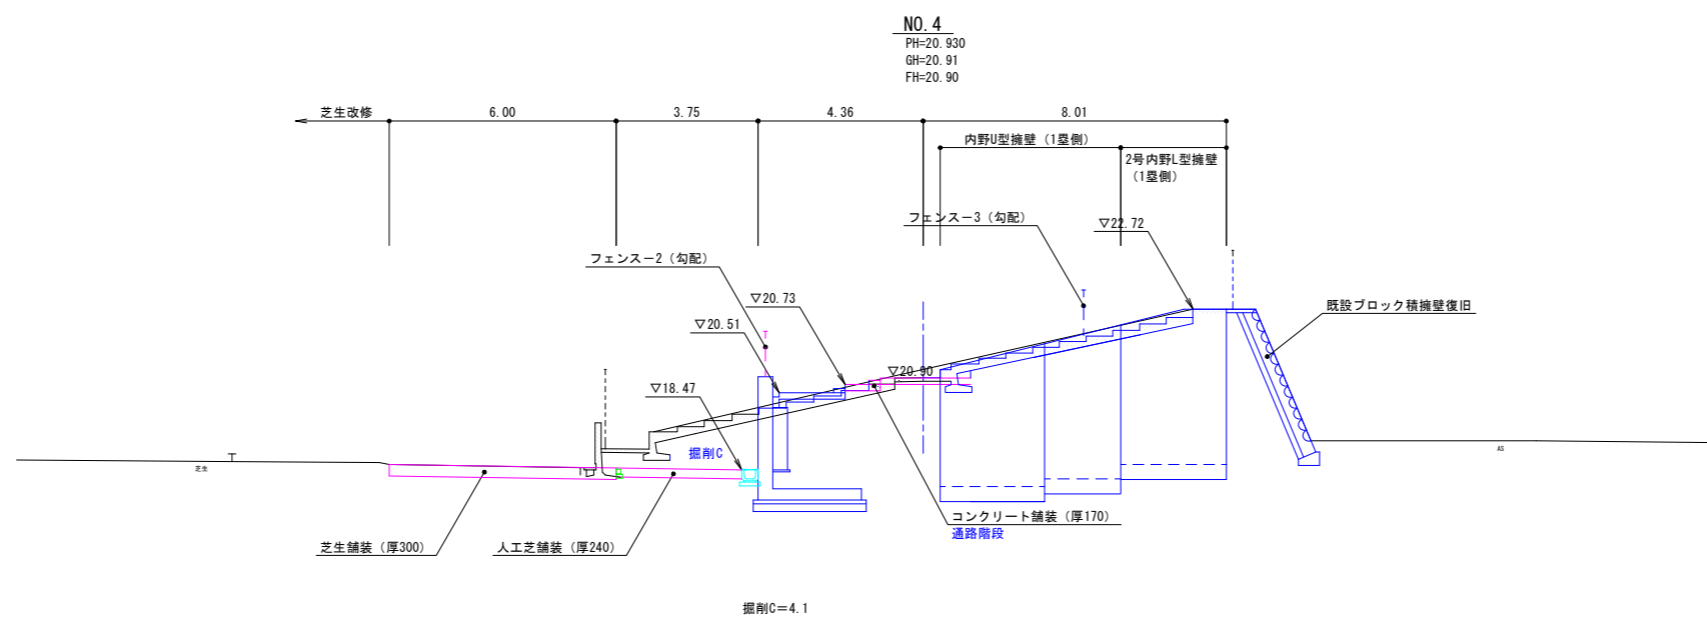 NO.4
PH=20.930
GH=20.91
FH=20.90
芝生改修
6.00
3.75
4.36
8.01
内野U型擁壁(1塁側)
2号内野L型擁壁
(1塁側)
フェンス－3(勾配)
▽22.72
フェンス－2(勾配)
▽20.73
▽20.51
既設ブロック積擁壁復旧
▽20.90
▽18.47
掘削C
芝生
AS
コンクリート舗装(厚170)
通路階段
芝生舗装(厚300)
人工芝舗装(厚240)
掘削C＝4.1